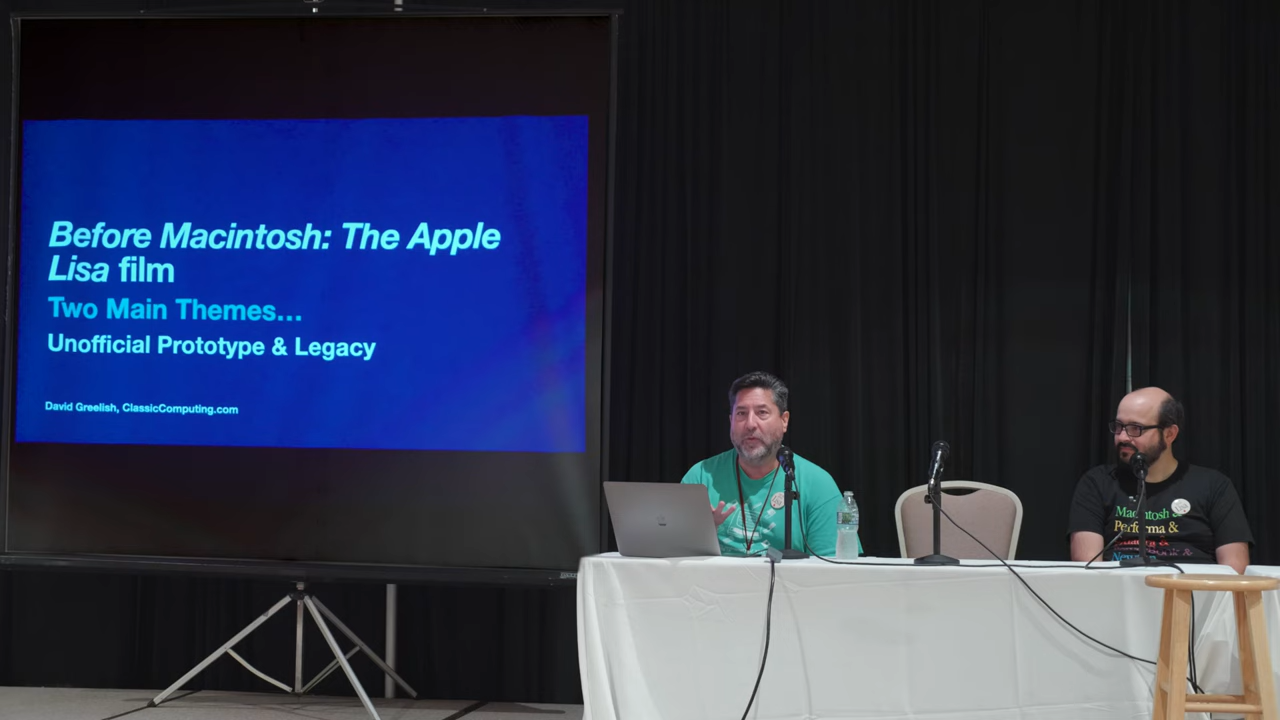 Before Macintosh: The Apple
Lisa film
Two Main Themes...
Unofficial Prototype & Legacy
David Greelish, ClassicComputing.com
Macintosh &
Performa &